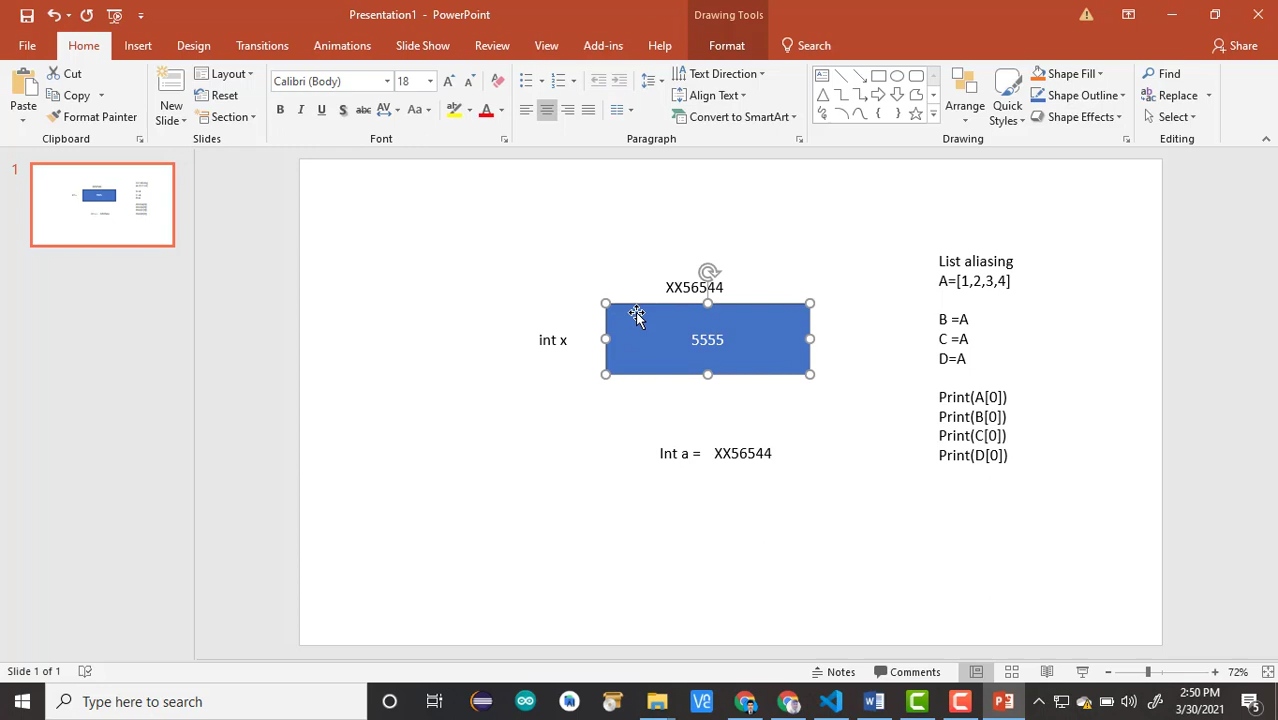 Presentation1 - PowerPoint
Drawing Tools
File
Home
Insert
Design
Transitions
Animations
Slide Show
Review
View
Add-ins
Help
Format
Search
Share
Paste
Cut
Copy
Format Painter
Clipboard
New
Slide
Layout
Reset
Section
Slides
Calibri (Body)
18
Font
Text Direction
Align Text
Convert to SmartArt
Paragraph
Arrange
Quick
Styles
Shape Fill
Shape Outline
Shape Effects
Drawing
Find
Replace
Select
Editing
1
XX56544
int x
5555
Int a = XX56544
List aliasing
A=[1,2,3,4]
B =A
C =A
D=A
Print(A[0])
Print(B[0])
Print(C[0])
Print(D[0])
Slide 1 of 1
Notes
Comments
72%
Type here to search
2:50 PM
3/30/2021
5